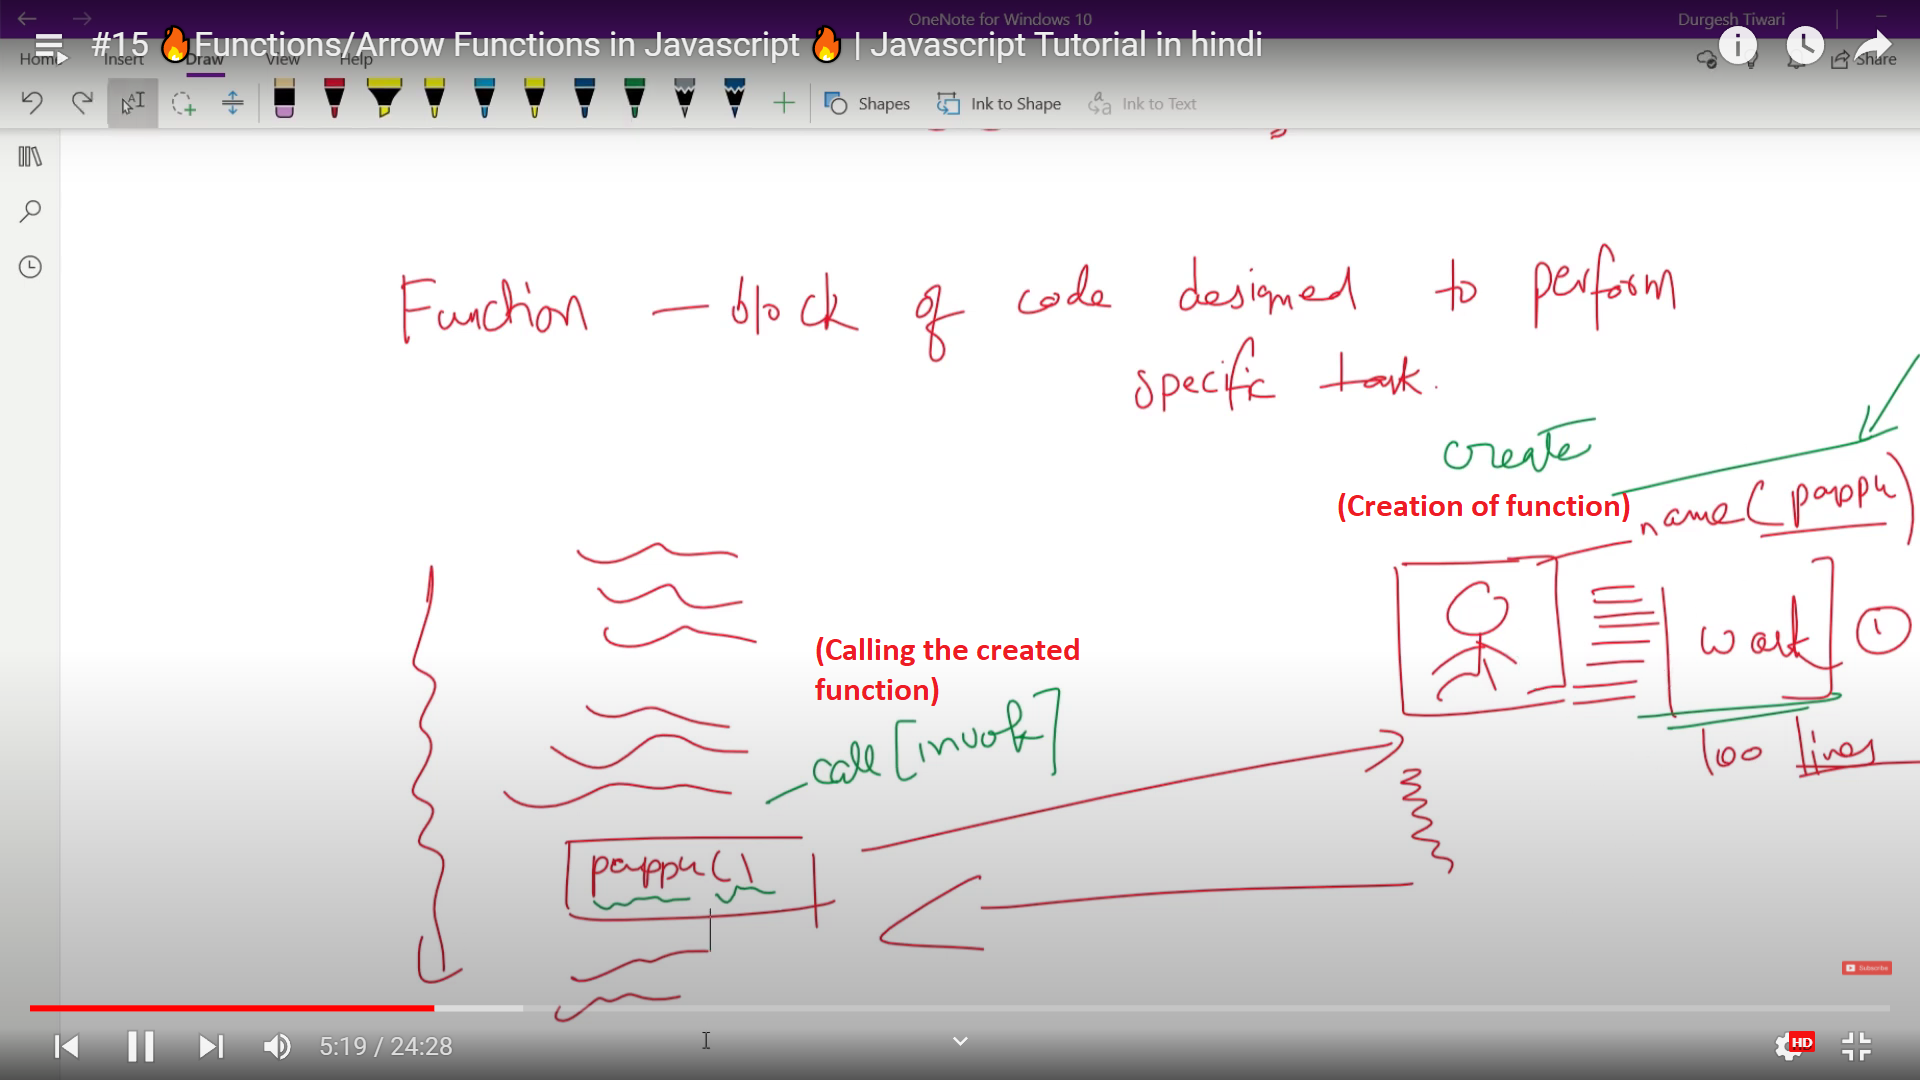 OneNote for Windows 10
Durgesh Tiwari
#15 🔥Functions/Arrow Functions in Javascript 🔥 | Javascript Tutorial in hindi
Home Insert Draw View Help
Share
Shapes
Ink to Shape
Ink to Text
Function — block of code designed to perform
specific task.
create
(Creation of function)
name (pappu)
work 1
100 lines
(Calling the created
function)
call [invok]
pappu()
Subscribe
5:19 / 24:28
HD